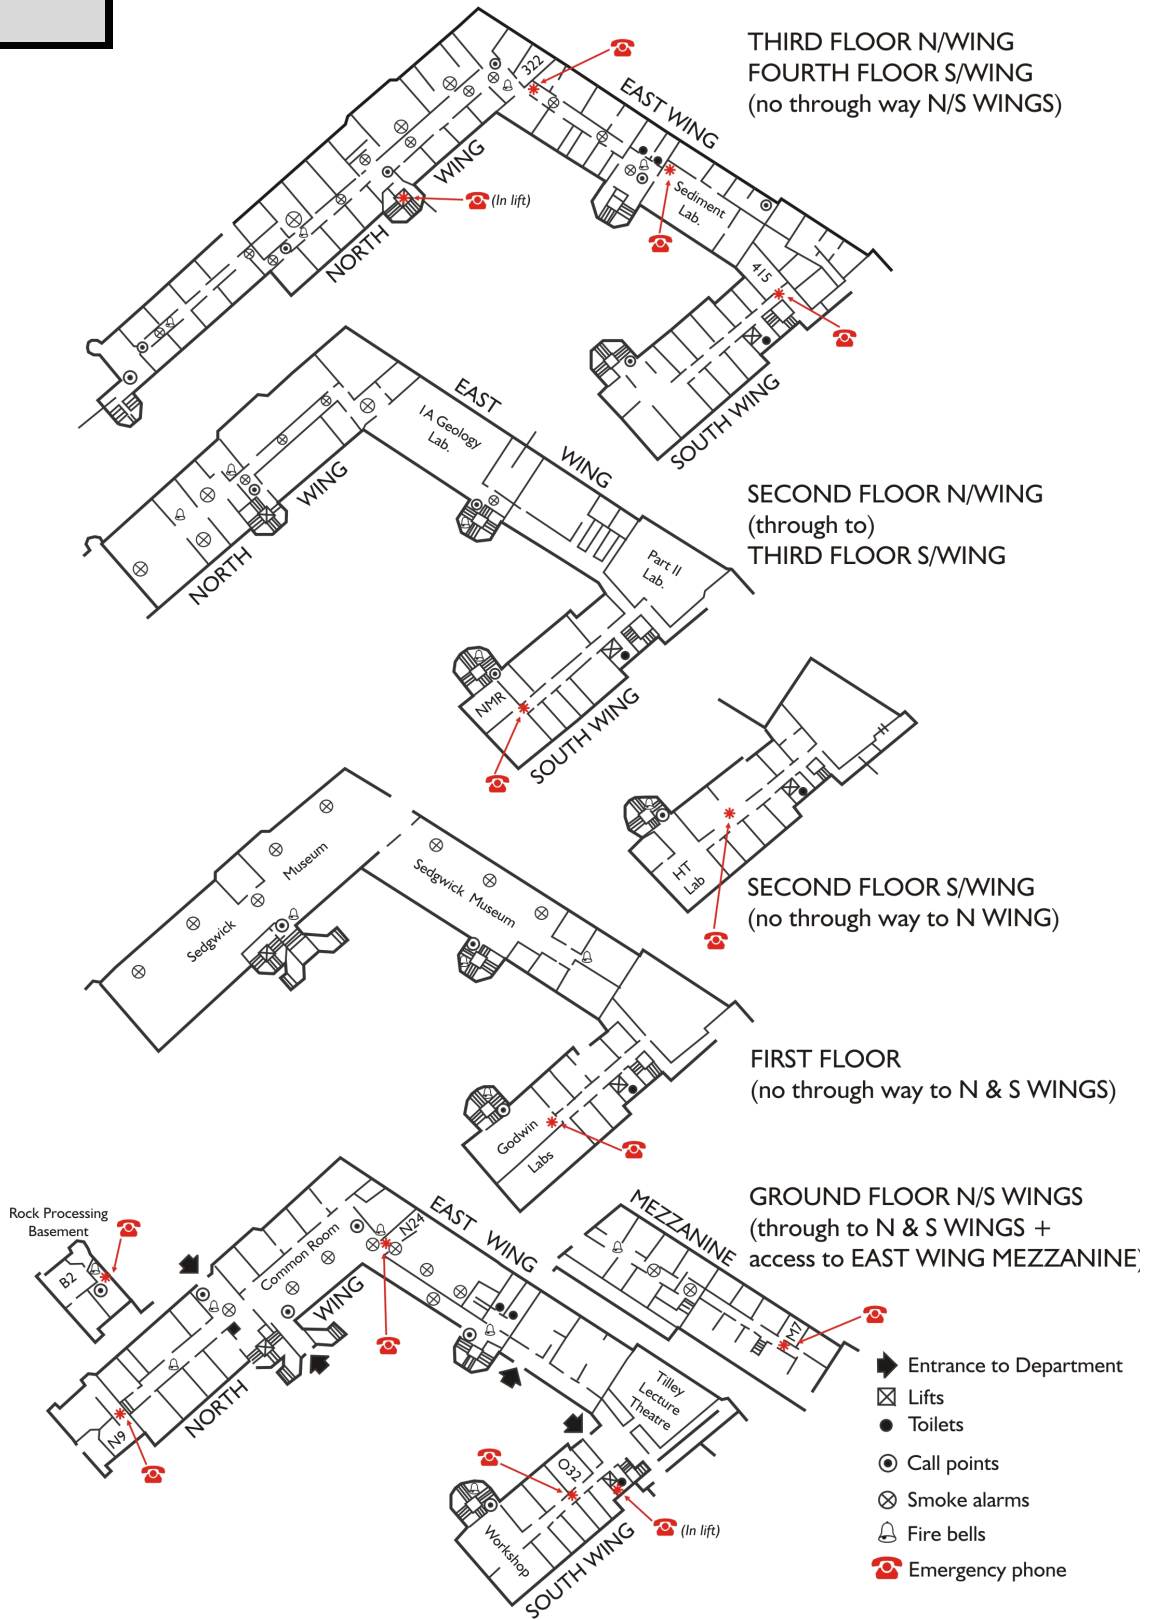 THIRD FLOOR N/WING
FOURTH FLOOR S/WING
(no through way N/S WINGS)
322
EAST WING
WING
(In lift)
NORTH
Sediment
Lab.
415
SOUTH WING
EAST
1A Geology
Lab.
WING
WING
NORTH
SECOND FLOOR N/WING
(through to)
THIRD FLOOR S/WING
Part II
Lab.
NMR
SOUTH WING
HT
Lab
SECOND FLOOR S/WING
(no through way to N WING)
Museum
Sedgwick
Sedgwick Museum
FIRST FLOOR
(no through way to N & S WINGS)
Godwin
Labs
GROUND FLOOR N/S WINGS
(through to N & S WINGS +
access to EAST WING MEZZANINE)
Rock Processing
Basement
B2
Common Room
N24
EAST WING
MEZZANINE
WING
M7
NORTH
N9
Tilley
Lecture
Theatre
O32
Workshop
(In lift)
SOUTH WING
Entrance to Department
Lifts
Toilets
Call points
Smoke alarms
Fire bells
Emergency phone